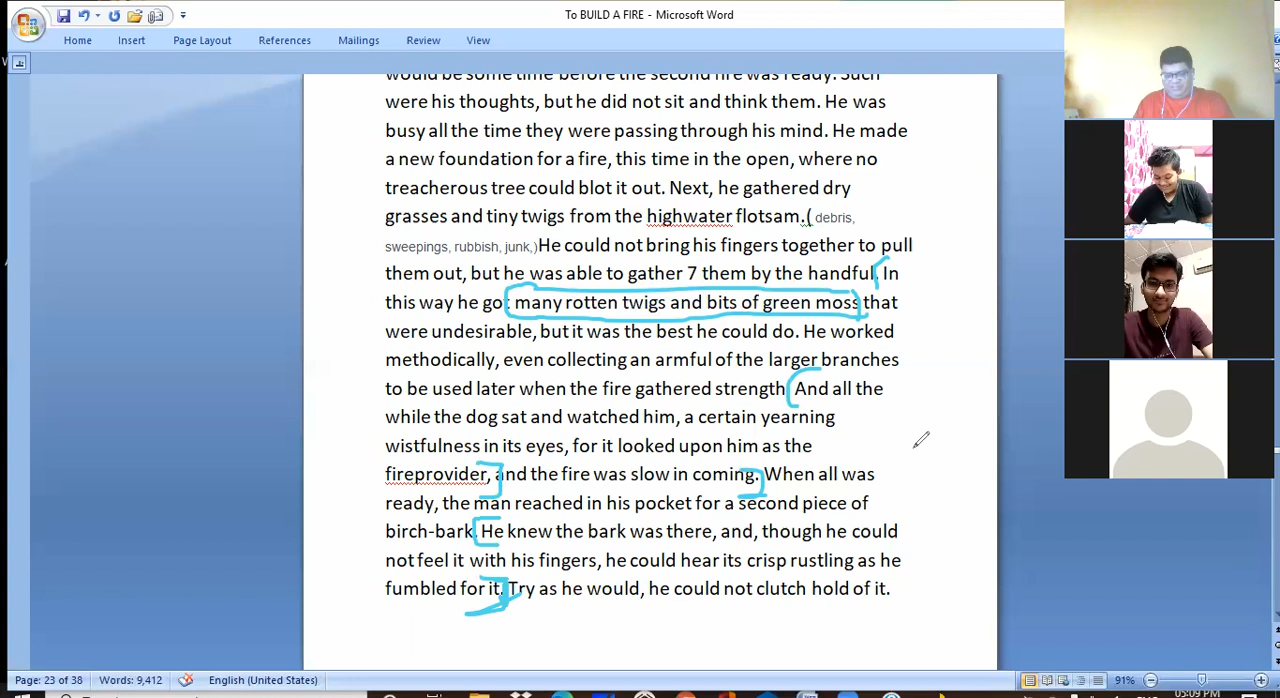 To BUILD A FIRE - Microsoft Word
Home Insert Page Layout References Mailings Review View
would be some time before the second fire was ready. Such
were his thoughts, but he did not sit and think them. He was
busy all the time they were passing through his mind. He made
a new foundation for a fire, this time in the open, where no
treacherous tree could blot it out. Next, he gathered dry
grasses and tiny twigs from the highwater flotsam.( debris,
sweepings, rubbish, junk,)He could not bring his fingers together to pull
them out, but he was able to gather 7 them by the handful. In
this way he got many rotten twigs and bits of green moss that
were undesirable, but it was the best he could do. He worked
methodically, even collecting an armful of the larger branches
to be used later when the fire gathered strength. And all the
while the dog sat and watched him, a certain yearning
wistfulness in its eyes, for it looked upon him as the
fireprovider, and the fire was slow in coming. When all was
ready, the man reached in his pocket for a second piece of
birch-bark. He knew the bark was there, and, though he could
not feel it with his fingers, he could hear its crisp rustling as he
fumbled for it. Try as he would, he could not clutch hold of it.
Page: 23 of 38 Words: 9,412 English (United States) 91%
05:09 PM